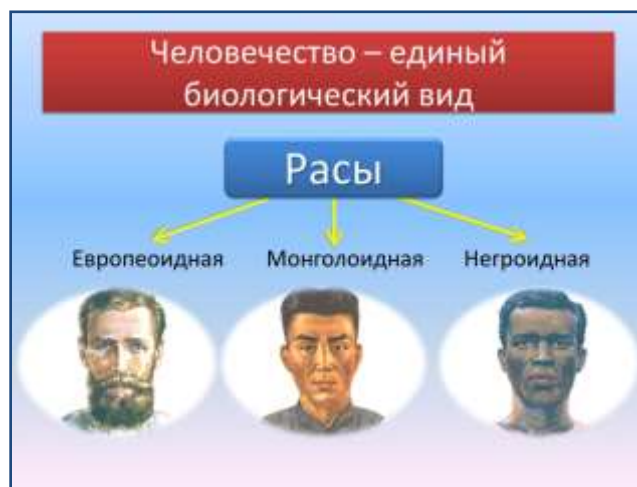 Человечество – единый
биологический вид
Расы
Европеоидная Монголоидная Негроидная